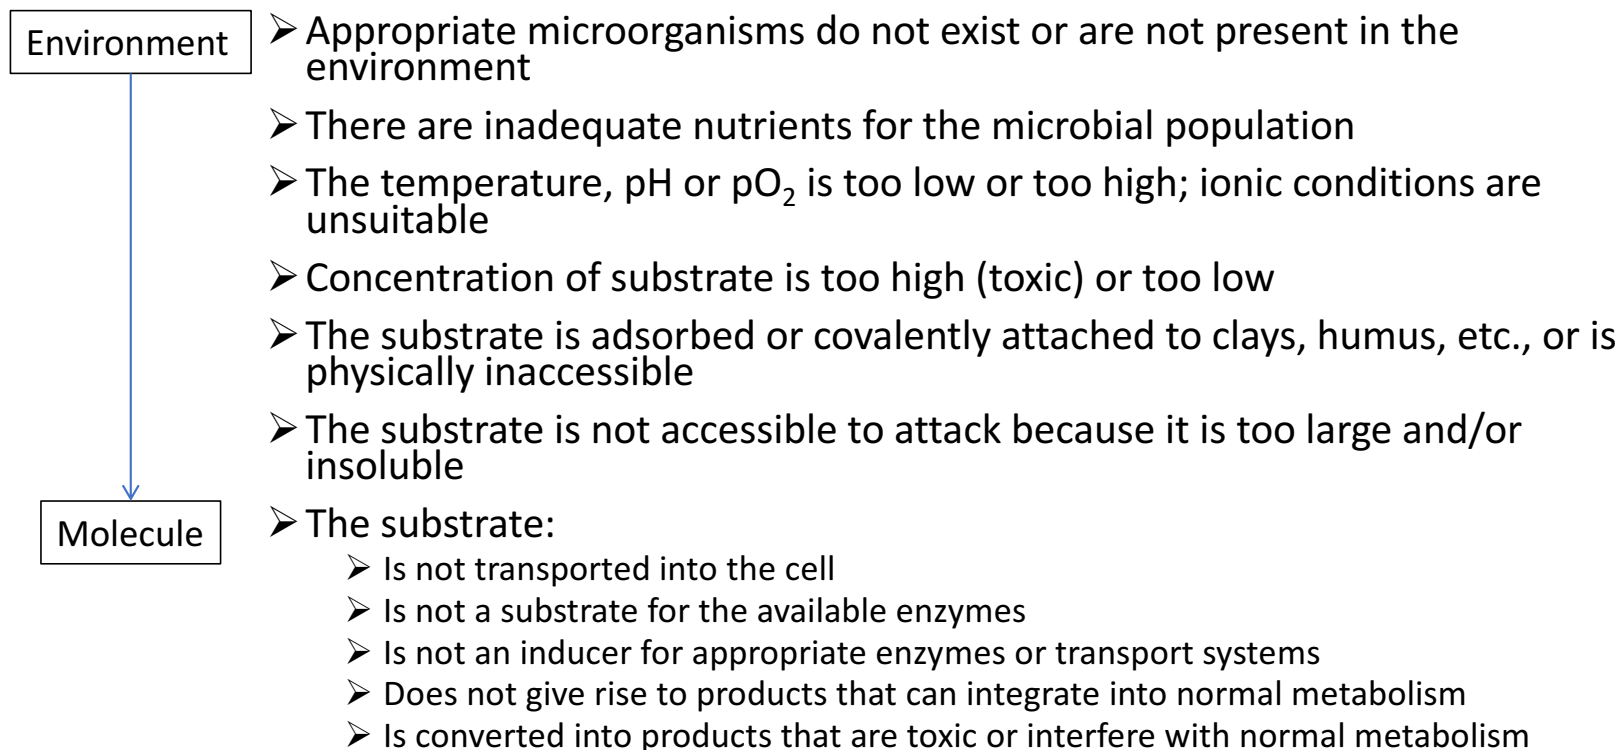 Environment
➢ Appropriate microorganisms do not exist or are not present in the
environment
➢ There are inadequate nutrients for the microbial population
➢ The temperature, pH or pO₂ is too low or too high; ionic conditions are
unsuitable
➢ Concentration of substrate is too high (toxic) or too low
➢ The substrate is adsorbed or covalently attached to clays, humus, etc., or is
physically inaccessible
➢ The substrate is not accessible to attack because it is too large and/or
insoluble
Molecule
➢ The substrate:
➢ Is not transported into the cell
➢ Is not a substrate for the available enzymes
➢ Is not an inducer for appropriate enzymes or transport systems
➢ Does not give rise to products that can integrate into normal metabolism
➢ Is converted into products that are toxic or interfere with normal metabolism